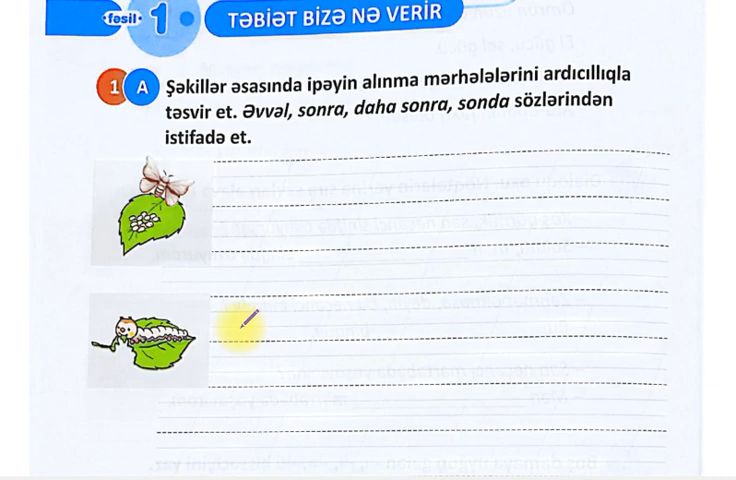 fəsil 1 TƏBİƏT BİZƏ NƏ VERİR
1 A Şəkillər əsasında ipəyin alınma mərhələlərini ardıcıllıqla
təsvir et. Əvvəl, sonra, daha sonra, sonda sözlərindən
istifadə et.